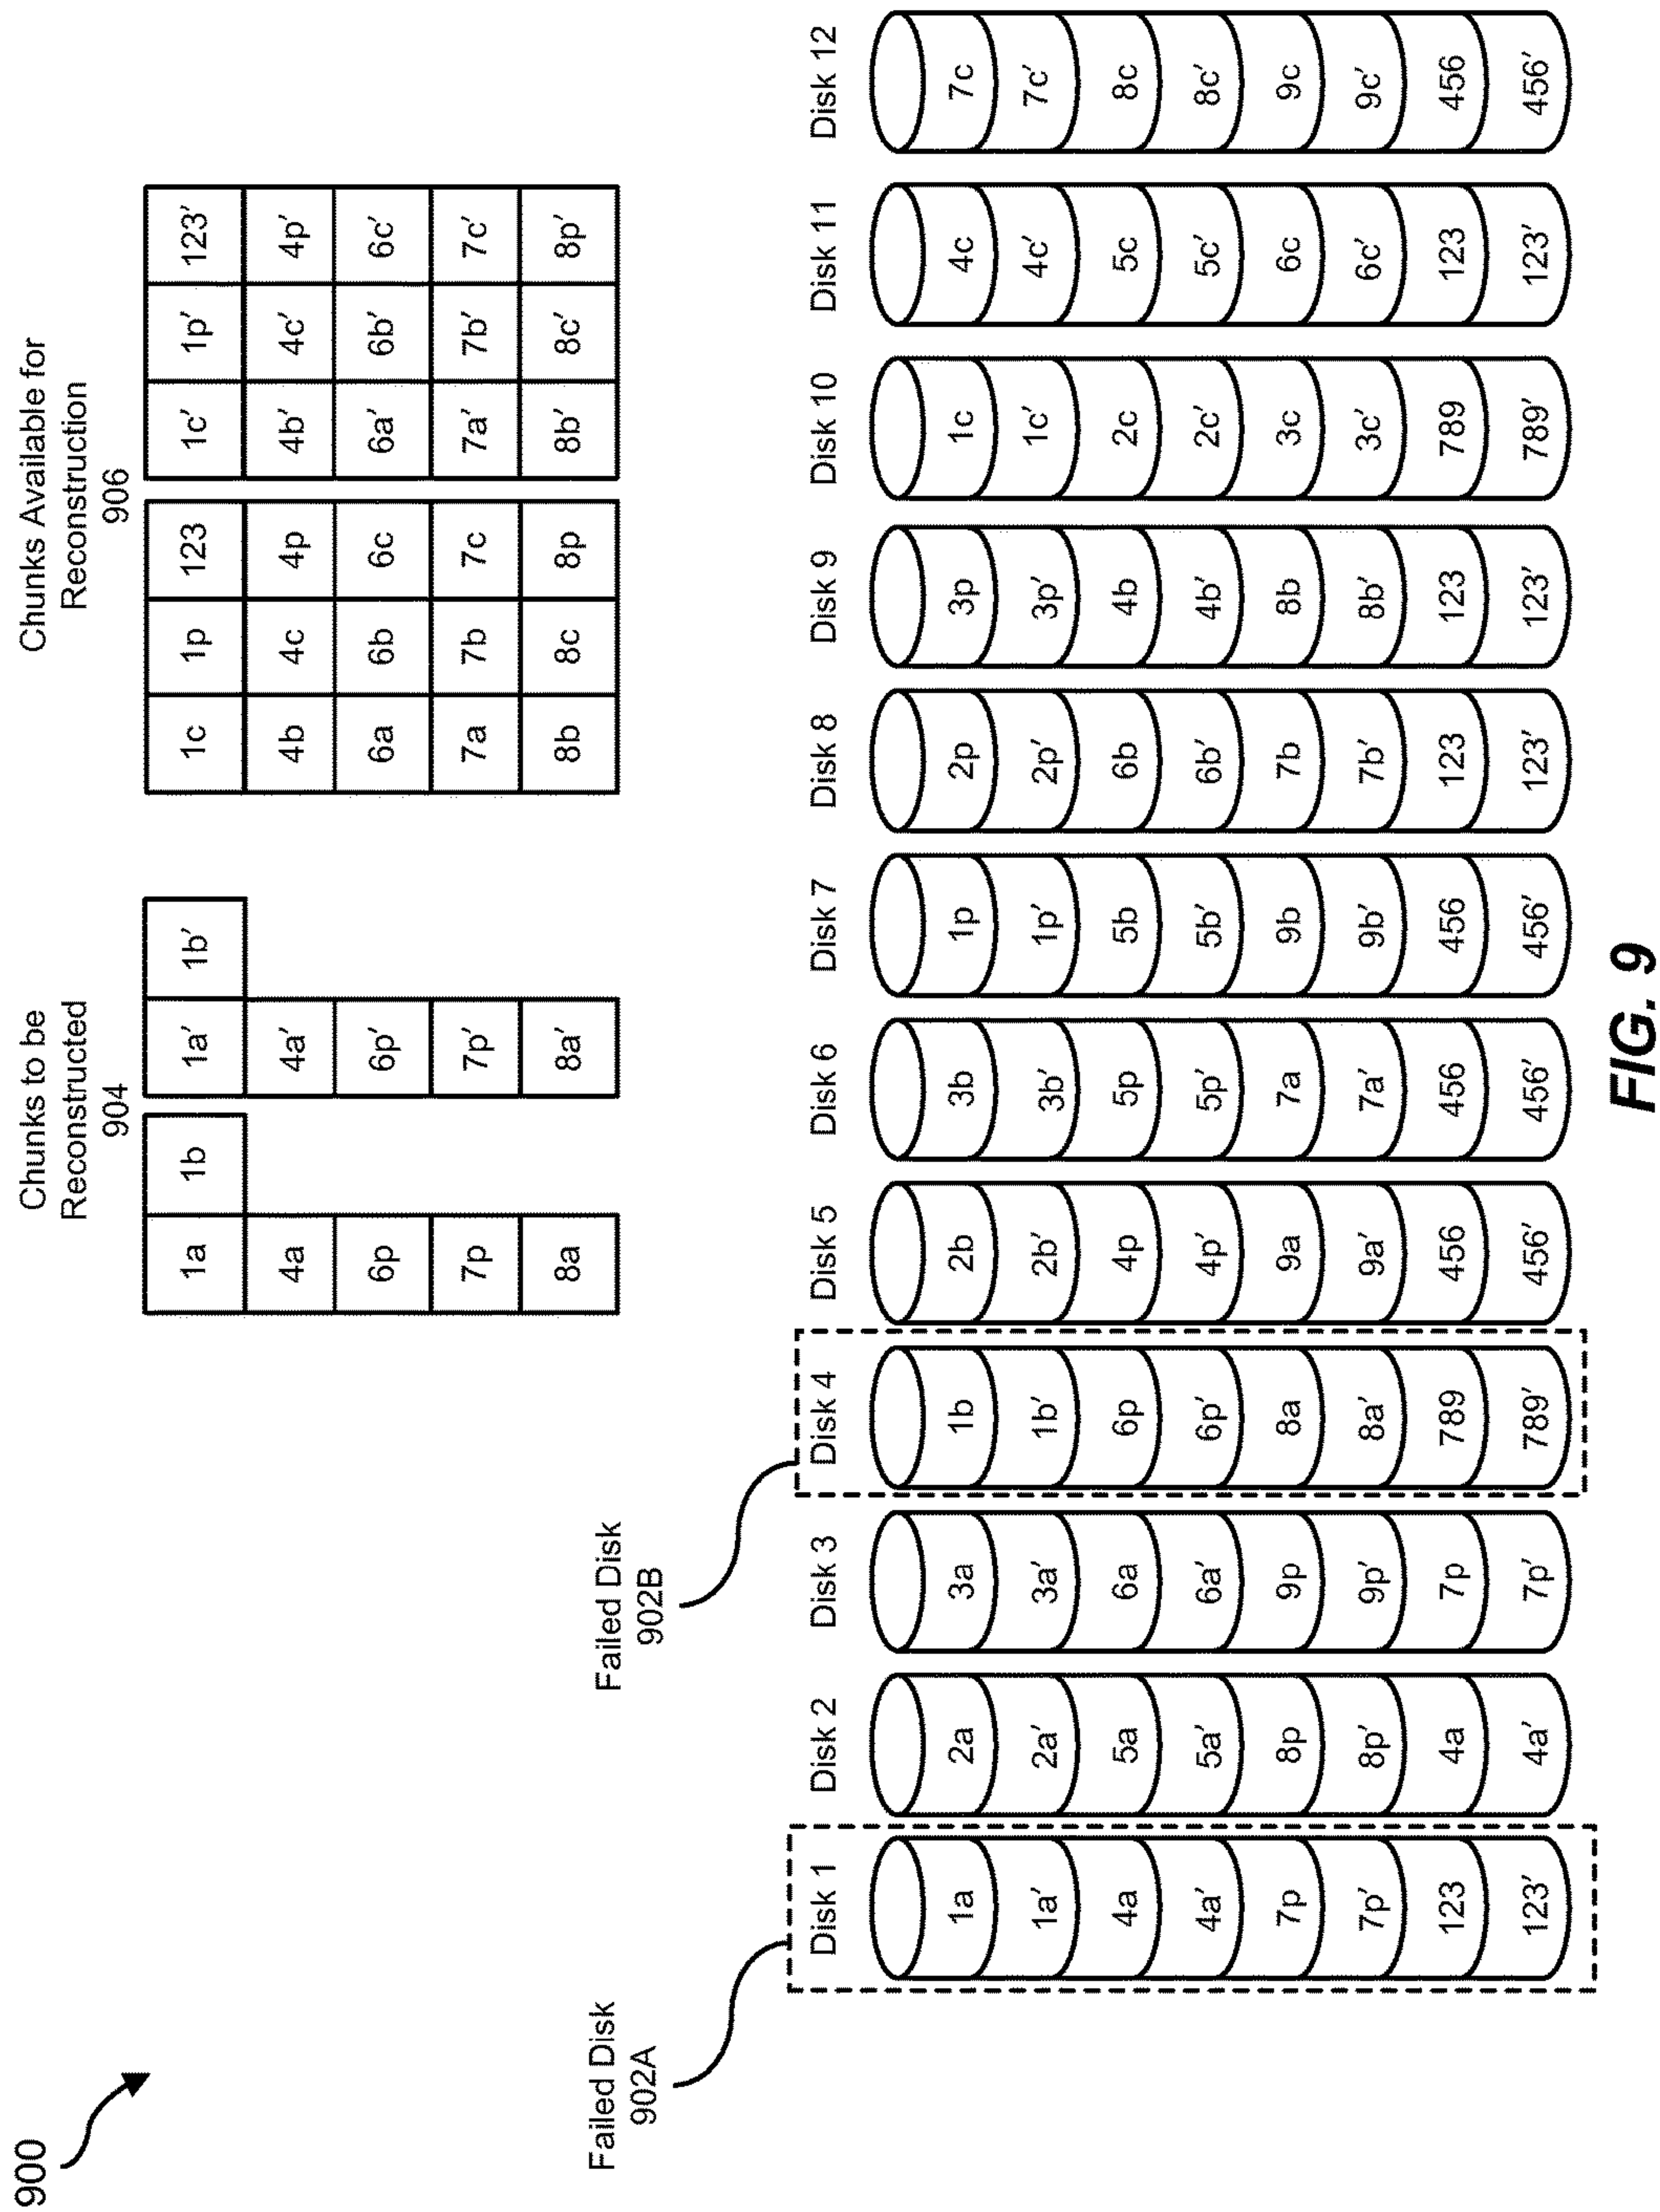 900
Chunks to be
Reconstructed
904
1a 1b 1a′ 1b′
4a 4a′
6p 6p′
7p 7p′
8a 8a′
Chunks Available for
Reconstruction
906
1c 1p 123 1c′ 1p′ 123′
4b 4c 4p 4b′ 4c′ 4p′
6a 6b 6c 6a′ 6b′ 6c′
7a 7b 7c 7a′ 7b′ 7c′
8b 8c 8p 8b′ 8c′ 8p′
Failed Disk
902A
Failed Disk
902B
Disk 1 Disk 2 Disk 3 Disk 4 Disk 5 Disk 6 Disk 7 Disk 8 Disk 9 Disk 10 Disk 11 Disk 12
1a 2a 3a 1b 2b 3b 1p 2p 3p 1c 4c 7c
1a′ 2a′ 3a′ 1b′ 2b′ 3b′ 1p′ 2p′ 3p′ 1c′ 4c′ 7c′
4a 5a 6a 6p 4p 5p 5b 6b 4b 2c 5c 8c
4a′ 5a′ 6a′ 6p′ 4p′ 5p′ 5b′ 6b′ 4b′ 2c′ 5c′ 8c′
7p 8p 9p 8a 9a 7a 9b 7b 8b 3c 6c 9c
7p′ 8p′ 9p′ 8a′ 9a′ 7a′ 9b′ 7b′ 8b′ 3c′ 6c′ 9c′
123 4a 7p 789 456 456 456 123 123 789 123 456
123′ 4a′ 7p′ 789′ 456′ 456′ 456′ 123′ 123′ 789′ 123′ 456′
FIG. 9